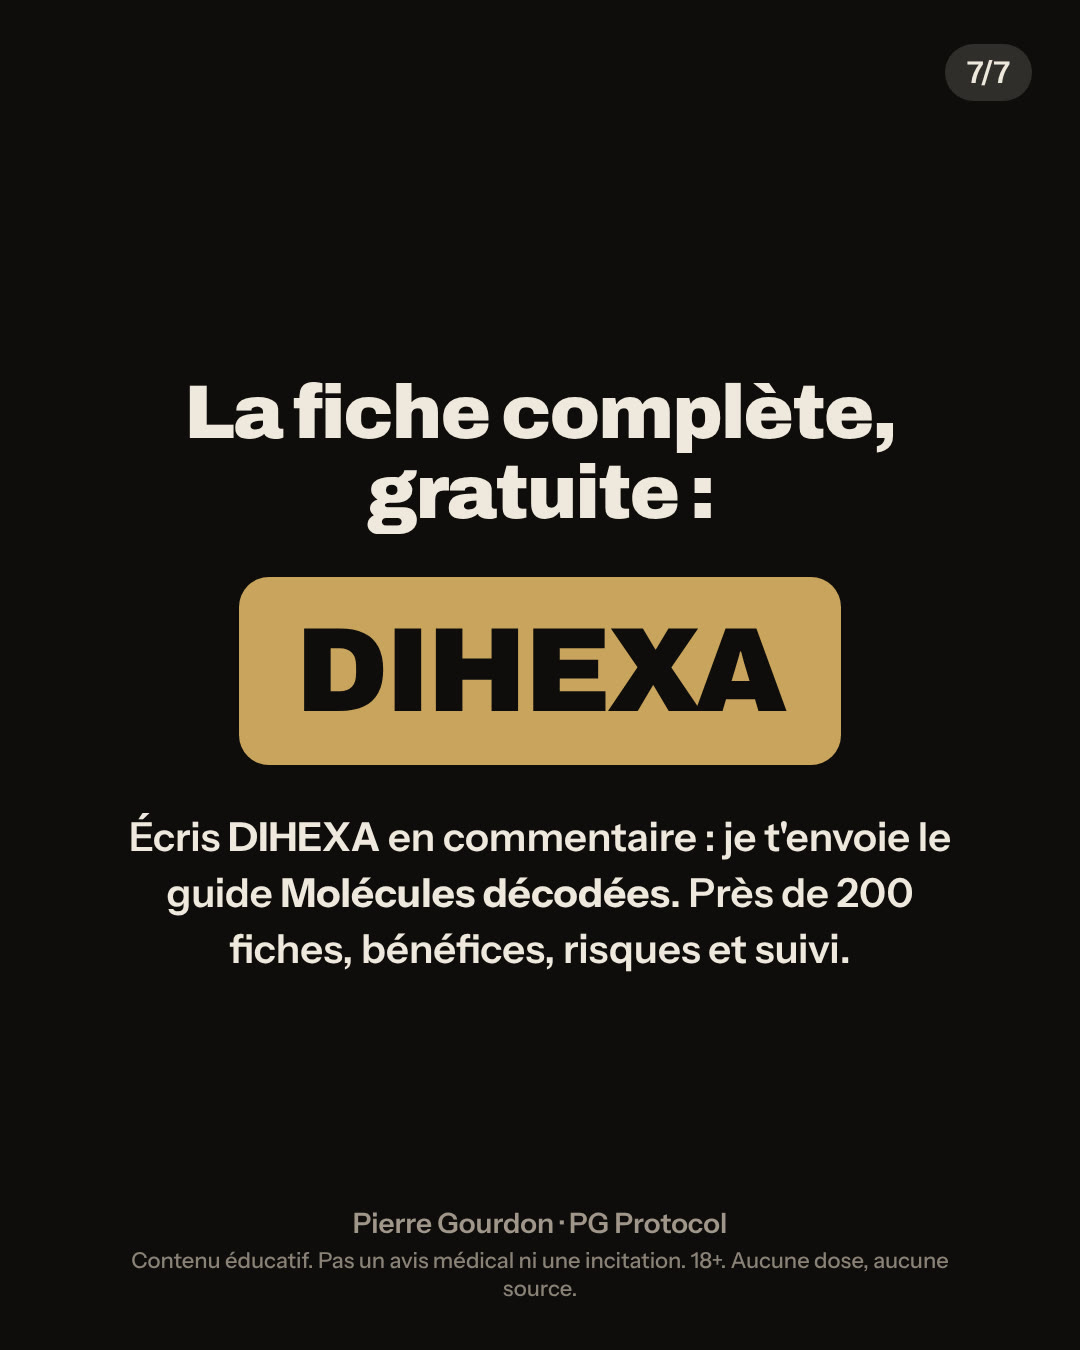 7/7
La fiche complète,
gratuite :
DIHEXA
Écris DIHEXA en commentaire : je t'envoie le
guide Molécules décodées. Près de 200
fiches, bénéfices, risques et suivi.
Pierre Gourdon · PG Protocol
Contenu éducatif. Pas un avis médical ni une incitation. 18+. Aucune dose, aucune
source.